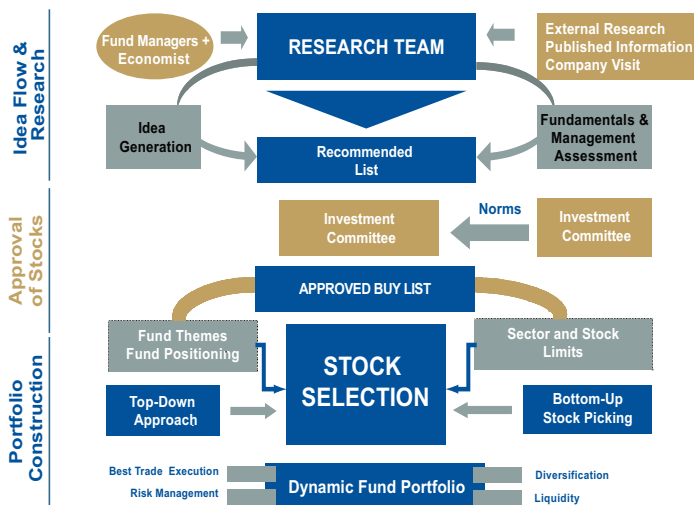 Idea Flow &
Research
Fund Managers +
Economist
RESEARCH TEAM
External Research
Published Information
Company Visit
Idea
Generation
Recommended
List
Fundamentals &
Management
Assessment
Approval
of Stocks
Investment
Committee
Norms
Investment
Committee
APPROVED BUY LIST
Fund Themes
Fund Positioning
Sector and Stock
Limits
Portfolio
Construction
STOCK
SELECTION
Top-Down
Approach
Bottom-Up
Stock Picking
Best Trade Execution
Risk Management
Dynamic Fund Portfolio
Diversification
Liquidity